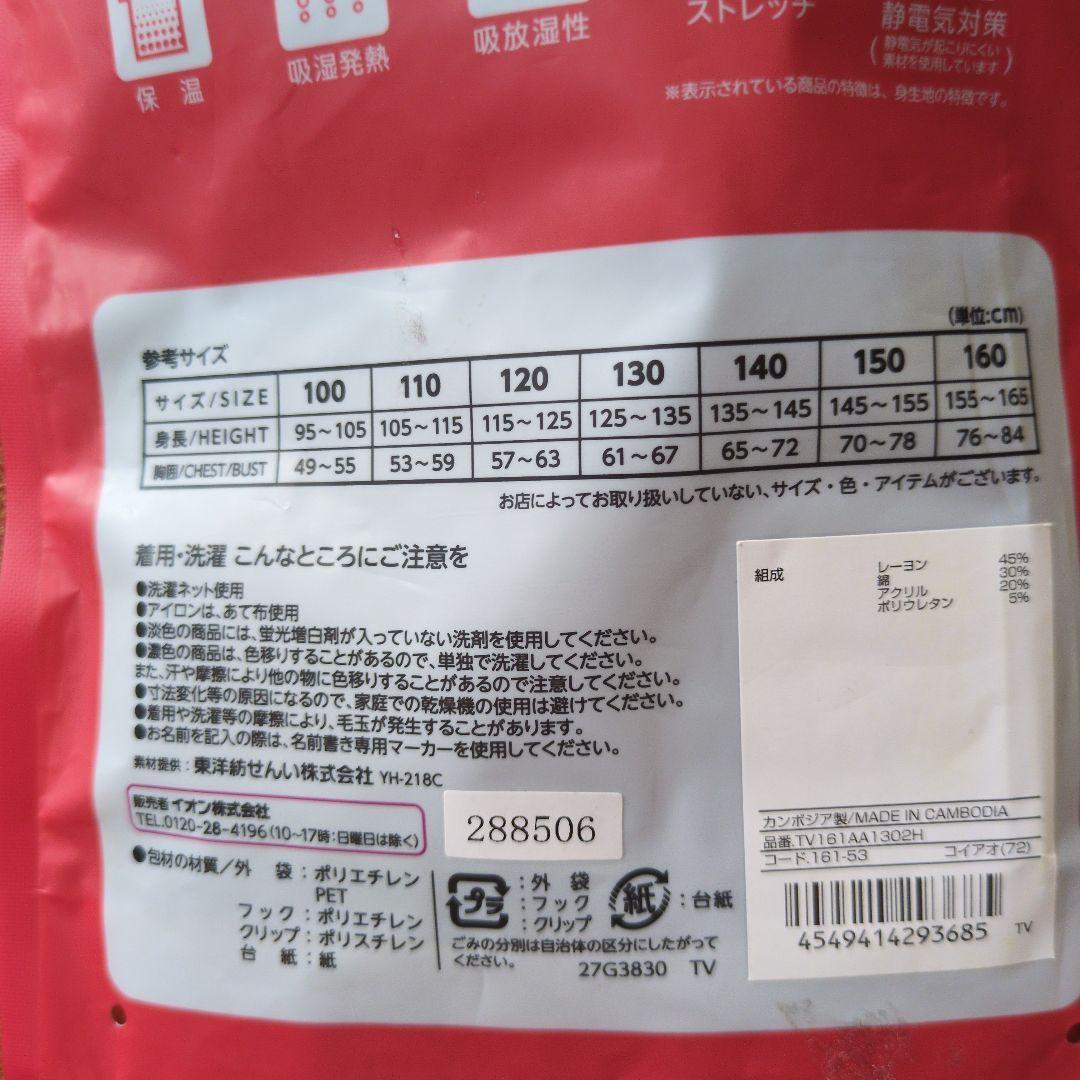 保温
吸湿発熱
吸放湿性
ストレッチ
静電気対策
(静電気が起こりにくい
素材を使用しています)
※表示されている商品の特徴は、身生地の特徴です。
(単位:cm)
参考サイズ
サイズ/SIZE 100 110 120 130 140 150 160
身長/HEIGHT 95～105 105～115 115～125 125～135 135～145 145～155 155～165
胸囲/CHEST/BUST 49～55 53～59 57～63 61～67 65～72 70～78 76～84
お店によってお取り扱いしていない、サイズ・色・アイテムがございます。
着用・洗濯 こんなところにご注意を
●洗濯ネット使用
●アイロンは、あて布使用
●淡色の商品には、蛍光増白剤が入っていない洗剤を使用してください。
●濃色の商品は、色移りすることがあるので、単独で洗濯してください。
また、汗や摩擦により他の物に色移りすることがあるので注意してください。
●寸法変化等の原因になるので、家庭での乾燥機の使用は避けてください。
●着用や洗濯等の摩擦により、毛玉が発生することがあります。
●お名前を記入の際は、名前書き専用マーカーを使用してください。
素材提供:東洋紡せんい株式会社 YH-218C
販売者 イオン株式会社
TEL.0120-28-4196(10～17時:日曜日は除く)
288506
●包材の材質/外 袋:ポリエチレン
PET
フック:ポリエチレン
クリップ:ポリスチレン
台 紙:紙
プラ
:外 袋
:フック
:クリップ
紙
:台紙
ごみの分別は自治体の区分にしたがって
ください。
27G3830 TV
組成
レーヨン 45%
綿 30%
アクリル 20%
ポリウレタン 5%
カンボジア製/MADE IN CAMBODIA
品番.TV161AA1302H
コード.161-53 コイアオ(72)
4549414293685 TV